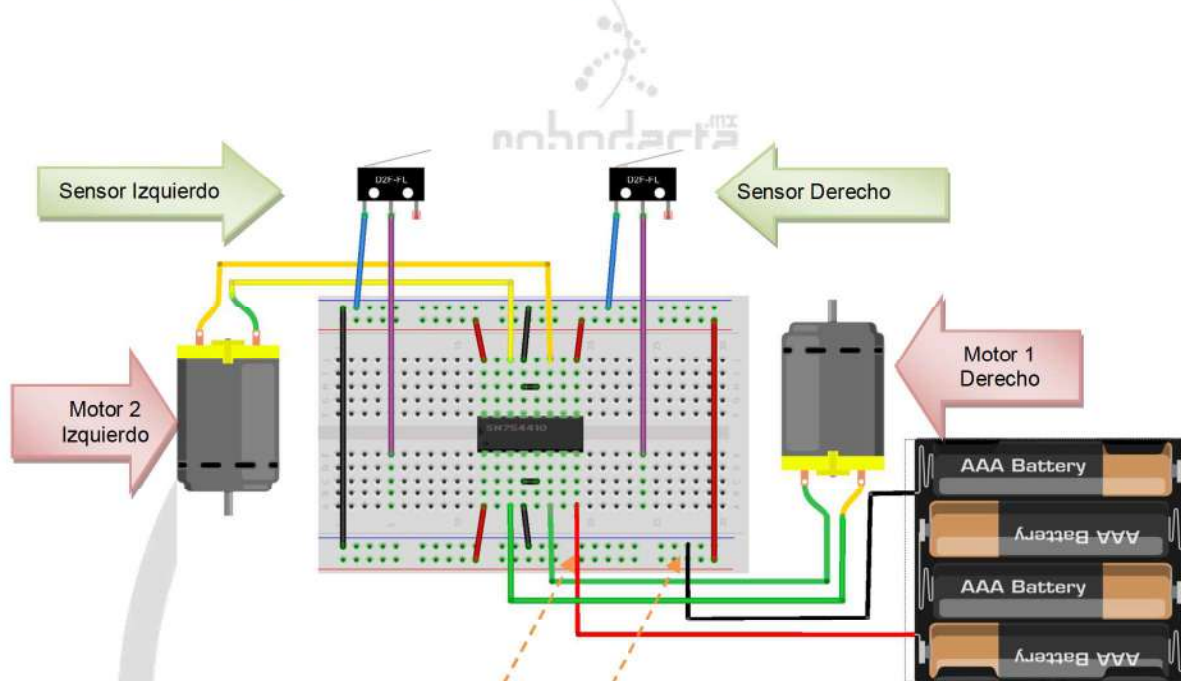 robodacta
.mx
Sensor Izquierdo
D2F-FL
D2F-FL
Sensor Derecho
SN754410
Motor 2
Izquierdo
Motor 1
Derecho
AAA Battery
AAA Battery
AAA Battery
AAA Battery